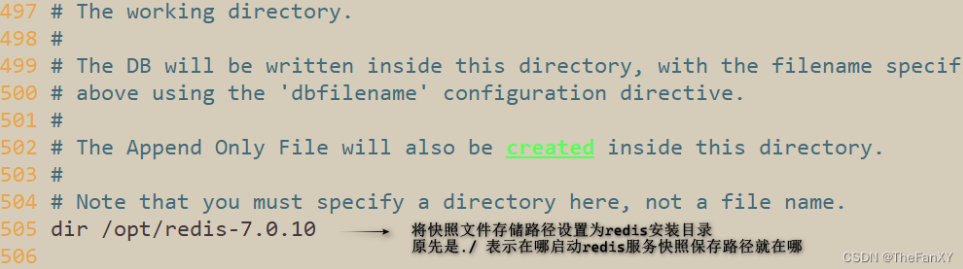 497 # The working directory.
498 #
499 # The DB will be written inside this directory, with the filename specif
500 # above using the 'dbfilename' configuration directive.
501 #
502 # The Append Only File will also be created inside this directory.
503 #
504 # Note that you must specify a directory here, not a file name.
505 dir /opt/redis-7.0.10 将快照文件存储路径设置为redis安装目录
原先是./ 表示在哪启动redis服务快照保存路径就在哪
506
CSDN @TheFanXY